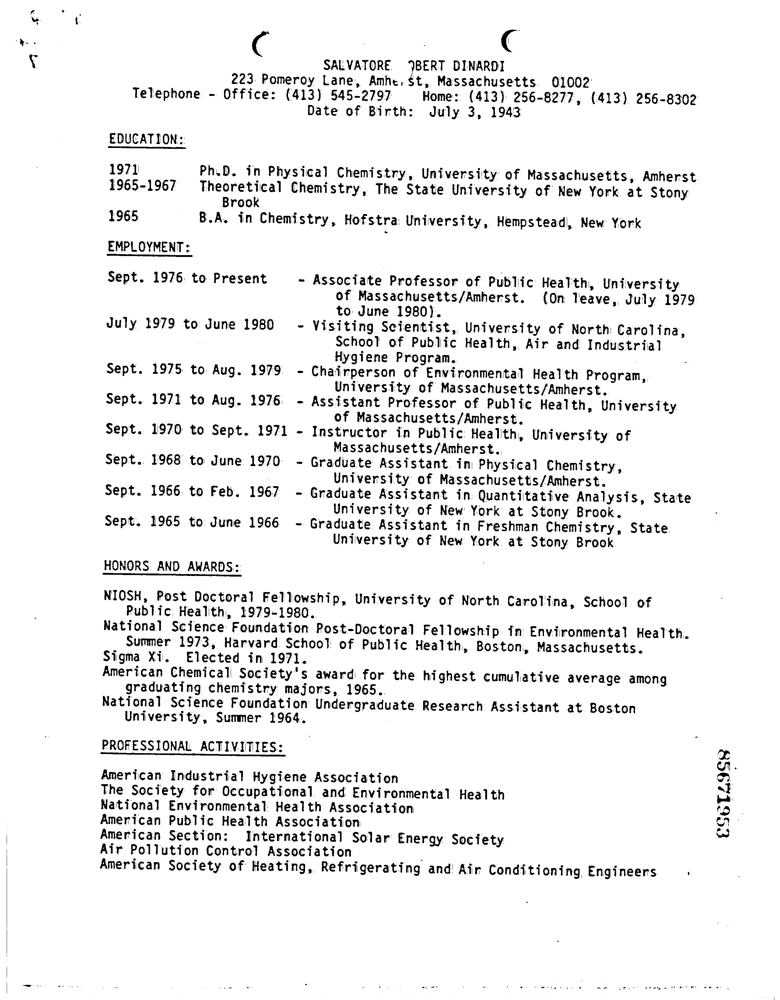 SALVATORE BERT DINARDI
223 Pomeroy Lane, Amherst, Massachusetts 01002
Telephone - Office: (413) 545-2797 Home: (413) 256-8277, (413) 256-8302
Date of Birth: July 3, 1943
EDUCATION:
1971 Ph.D. in Physical Chemistry, University of Massachusetts, Amherst
1965-1967 Theoretical Chemistry, The State University of New York at Stony
Brook
1965 B.A. in Chemistry, Hofstra University, Hempstead, New York
EMPLOYMENT:
Sept. 1976 to Present - Associate Professor of Public Health, University
of Massachusetts/Amherst. (On leave, July 1979
to June 1980).
July 1979 to June 1980 - Visiting Scientist, University of North Carolina,
School of Public Health, Air and Industrial
Hygiene Program.
Sept. 1975 to Aug. 1979 - Chairperson of Environmental Health Program,
University of Massachusetts/Amherst.
Sept. 1971 to Aug. 1976 - Assistant Professor of Public Health, University
of Massachusetts/Amherst.
Sept. 1970 to Sept. 1971 - Instructor in Public Health, University of
Massachusetts/Amherst.
Sept. 1968 to June 1970 - Graduate Assistant in Physical Chemistry,
University of Massachusetts/Amherst.
Sept. 1966 to Feb. 1967 - Graduate Assistant in Quantitative Analysis, State
University of New York at Stony Brook.
Sept. 1965 to June 1966 - Graduate Assistant in Freshman Chemistry, State
University of New York at Stony Brook
HONORS AND AWARDS:
NIOSH, Post Doctoral Fellowship, University of North Carolina, School of
Public Health, 1979-1980.
National Science Foundation Post-Doctoral Fellowship in Environmental Health.
Summer 1973, Harvard School of Public Health, Boston, Massachusetts.
Sigma Xi. Elected in 1971.
American Chemical Society's award for the highest cumulative average among
graduating chemistry majors, 1965.
National Science Foundation Undergraduate Research Assistant at Boston
University, Summer 1964.
PROFESSIONAL ACTIVITIES:
American Industrial Hygiene Association
The Society for Occupational and Environmental Health
National Environmental Health Association
American Public Health Association
American Section: International Solar Energy Society
Air Pollution Control Association
American Society of Heating, Refrigerating and Air Conditioning Engineers
85671953